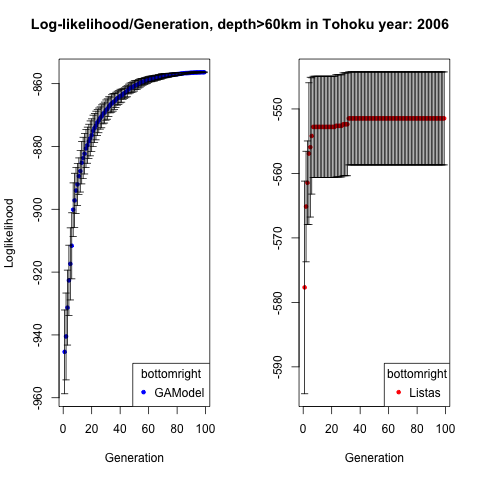 Log-likelihood/Generation, depth>60km in Tohoku year: 2006
Loglikelihood
-860
-880
-900
-920
-940
-960
0 20 40 60 80 100
Generation
bottomright
GAModel
-550
-560
-570
-580
-590
0 20 40 60 80 100
Generation
bottomright
Listas